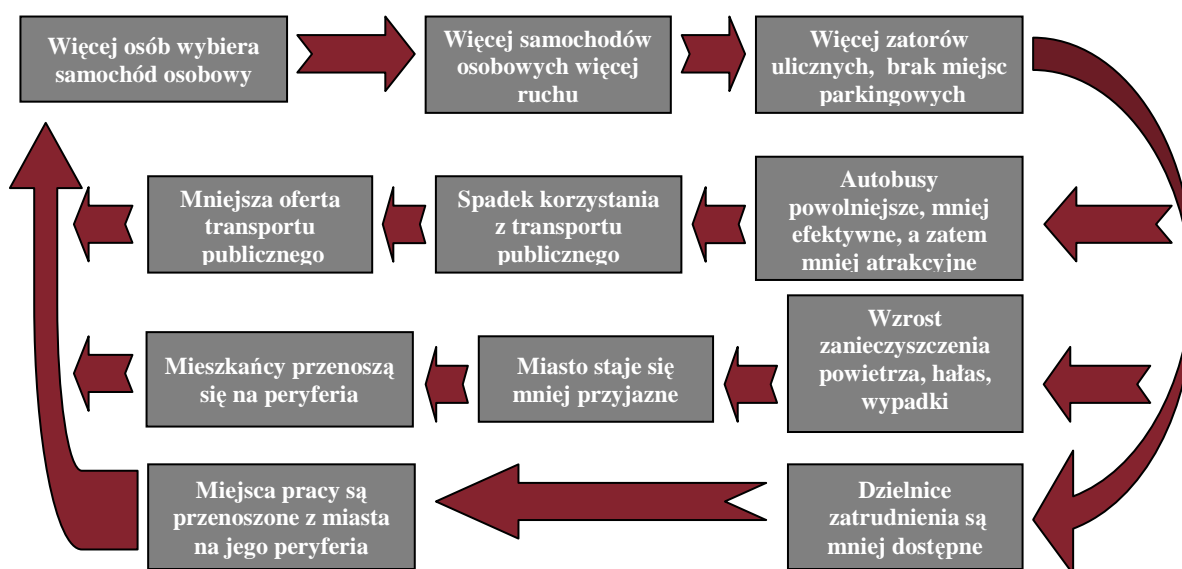 Więcej osób wybiera
samochód osobowy
Więcej samochodów
osobowych więcej
ruchu
Więcej zatorów
ulicznych, brak miejsc
parkingowych
Mniejsza oferta
transportu
publicznego
Spadek korzystania
z transportu
publicznego
Autobusy
powolniejsze, mniej
efektywne, a zatem
mniej atrakcyjne
Mieszkańcy przenoszą
się na peryferia
Miasto staje się
mniej przyjazne
Wzrost
zanieczyszczenia
powietrza, hałas,
wypadki
Miejsca pracy są
przenoszone z miasta
na jego peryferia
Dzielnice
zatrudnienia są
mniej dostępne